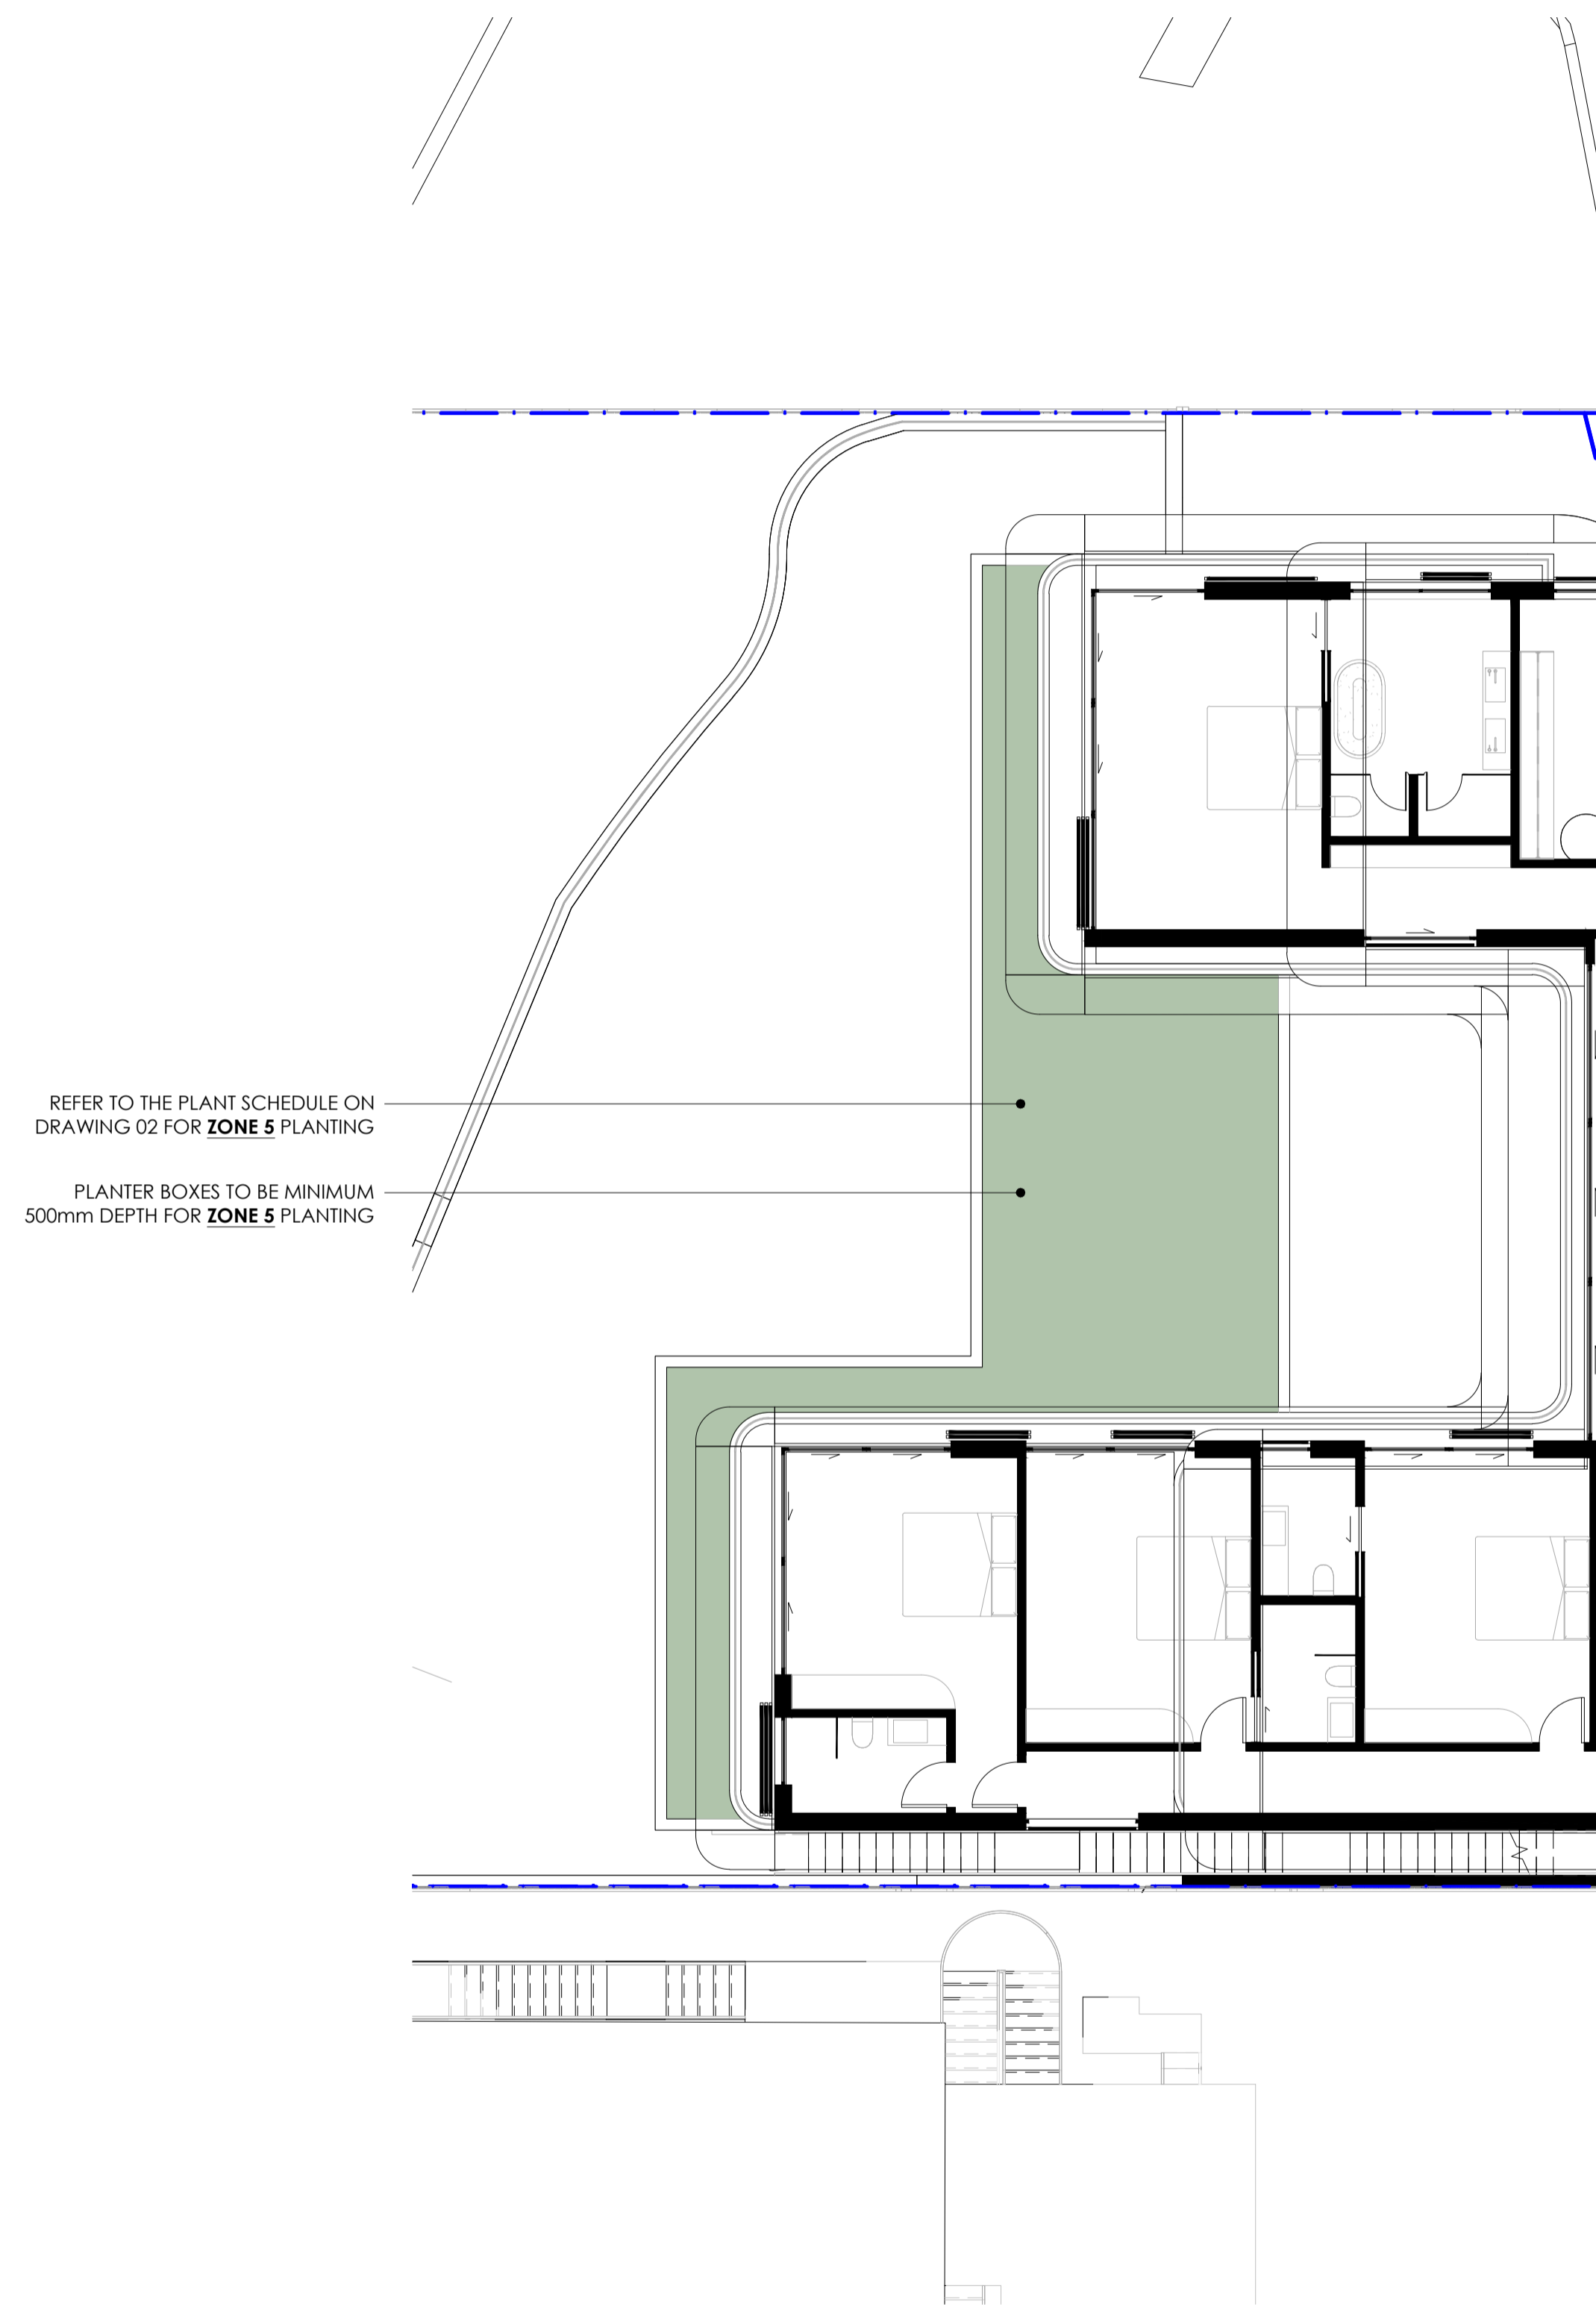 REFER TO THE PLANT SCHEDULE ON
DRAWING 02 FOR ZONE 5 PLANTING
PLANTER BOXES TO BE MINIMUM
500mm DEPTH FOR ZONE 5 PLANTING